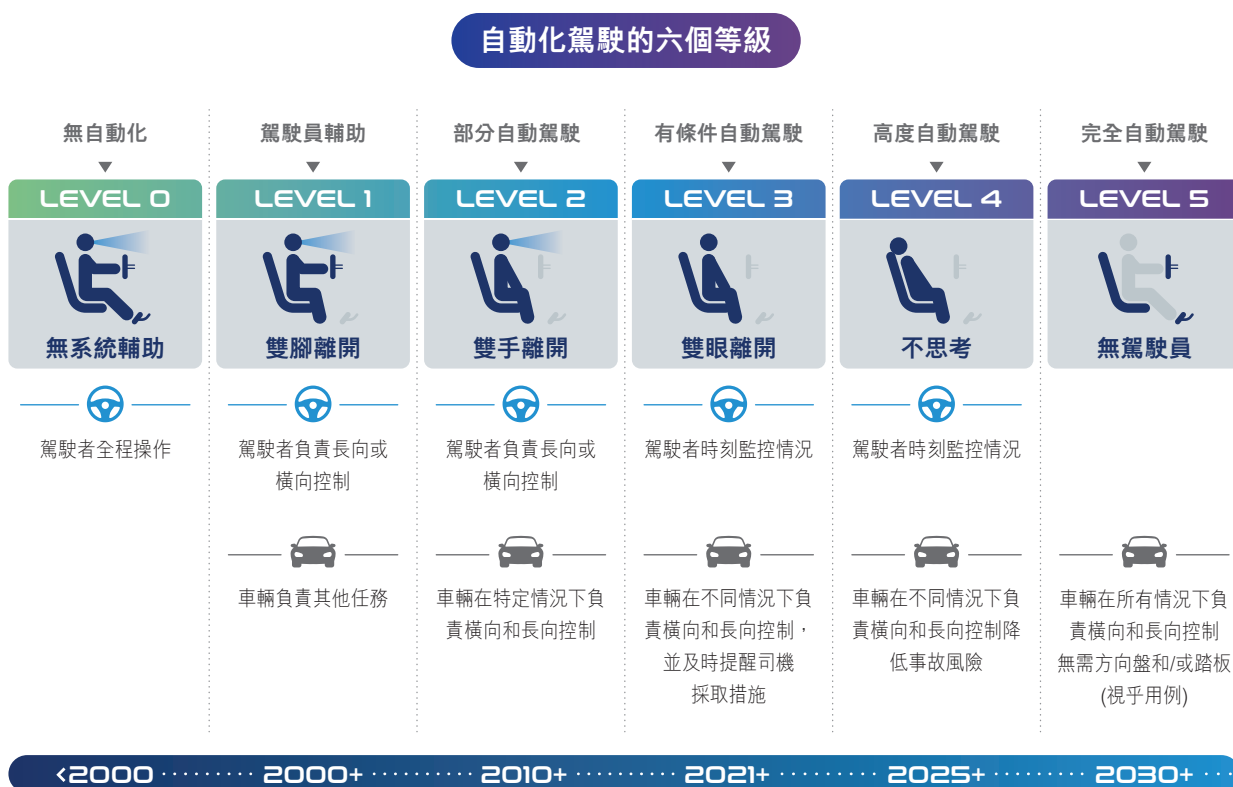 自動化駕駛的六個等級
無自動化
LEVEL 0
無系統輔助
駕駛者全程操作
駕駛員輔助
LEVEL 1
雙腳離開
駕駛者負責長向或
橫向控制
車輛負責其他任務
部分自動駕駛
LEVEL 2
雙手離開
駕駛者負責長向或
橫向控制
車輛在特定情況下負
責橫向和長向控制
有條件自動駕駛
LEVEL 3
雙眼離開
駕駛者時刻監控情況
車輛在不同情況下負
責橫向和長向控制，
並及時提醒司機
採取措施
高度自動駕駛
LEVEL 4
不思考
駕駛者時刻監控情況
車輛在不同情況下負
責橫向和長向控制降
低事故風險
完全自動駕駛
LEVEL 5
無駕駛員
車輛在所有情況下負
責橫向和長向控制
無需方向盤和/或踏板
(視乎用例)
<2000
2000+
2010+
2021+
2025+
2030+